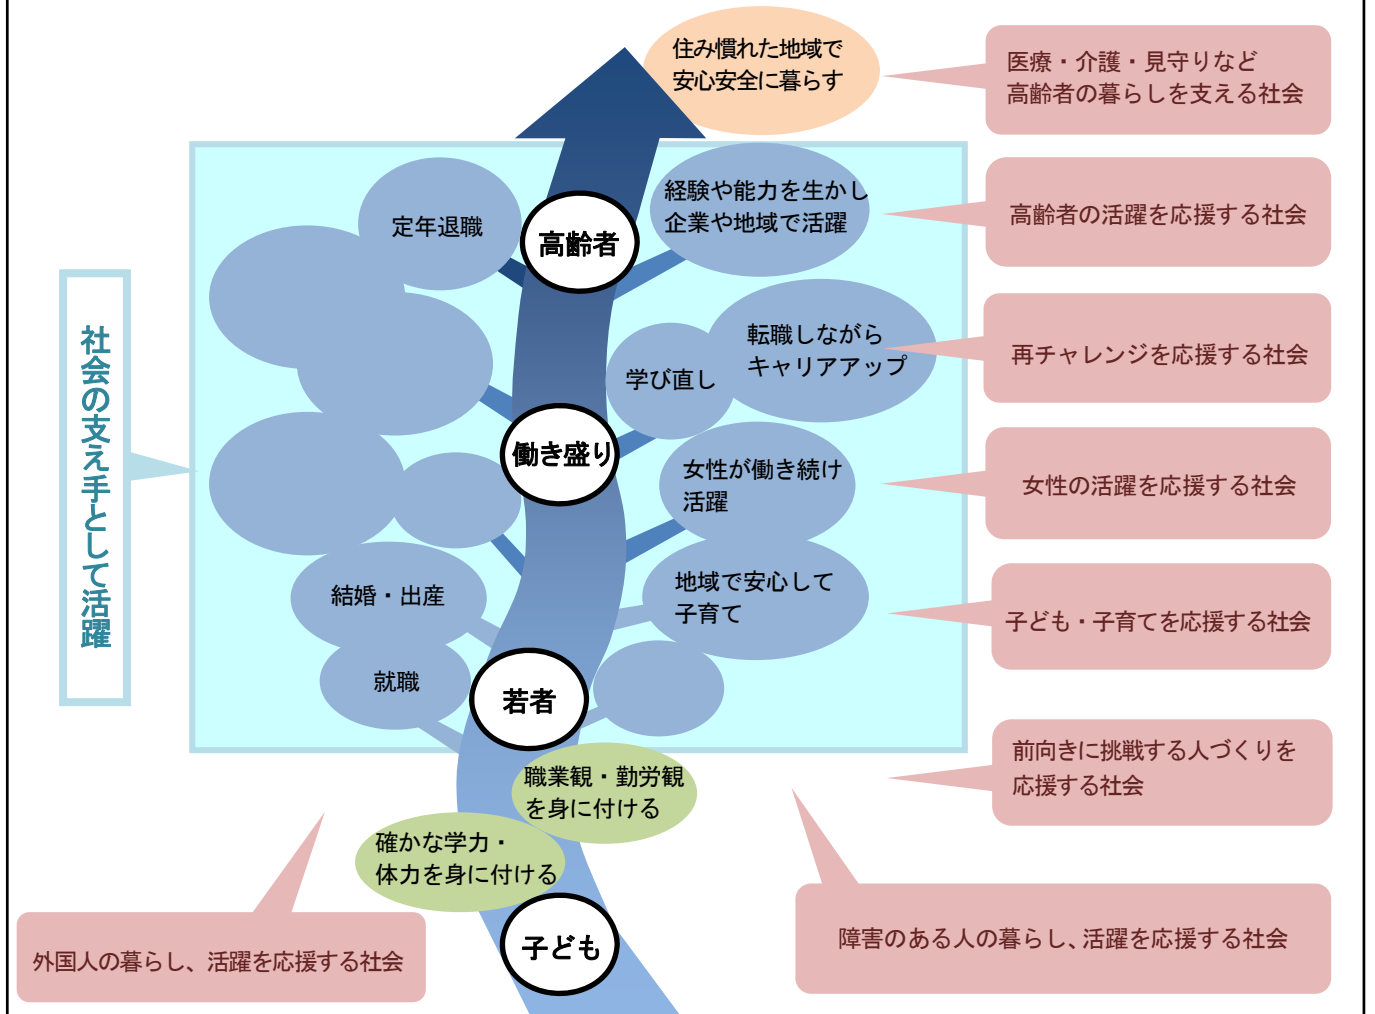 住み慣れた地域で
安心安全に暮らす
医療・介護・見守りなど
高齢者の暮らしを支える社会
定年退職
高齢者
経験や能力を生かし
企業や地域で活躍
高齢者の活躍を応援する社会
社会の支え手として活躍
転職しながら
キャリアアップ
学び直し
再チャレンジを応援する社会
働き盛り
女性が働き続け
活躍
女性の活躍を応援する社会
結婚・出産
地域で安心して
子育て
子ども・子育てを応援する社会
就職
若者
前向きに挑戦する人づくりを
応援する社会
職業観・勤労観
を身に付ける
確かな学力・
体力を身に付ける
子ども
障害のある人の暮らし、活躍を応援する社会
外国人の暮らし、活躍を応援する社会